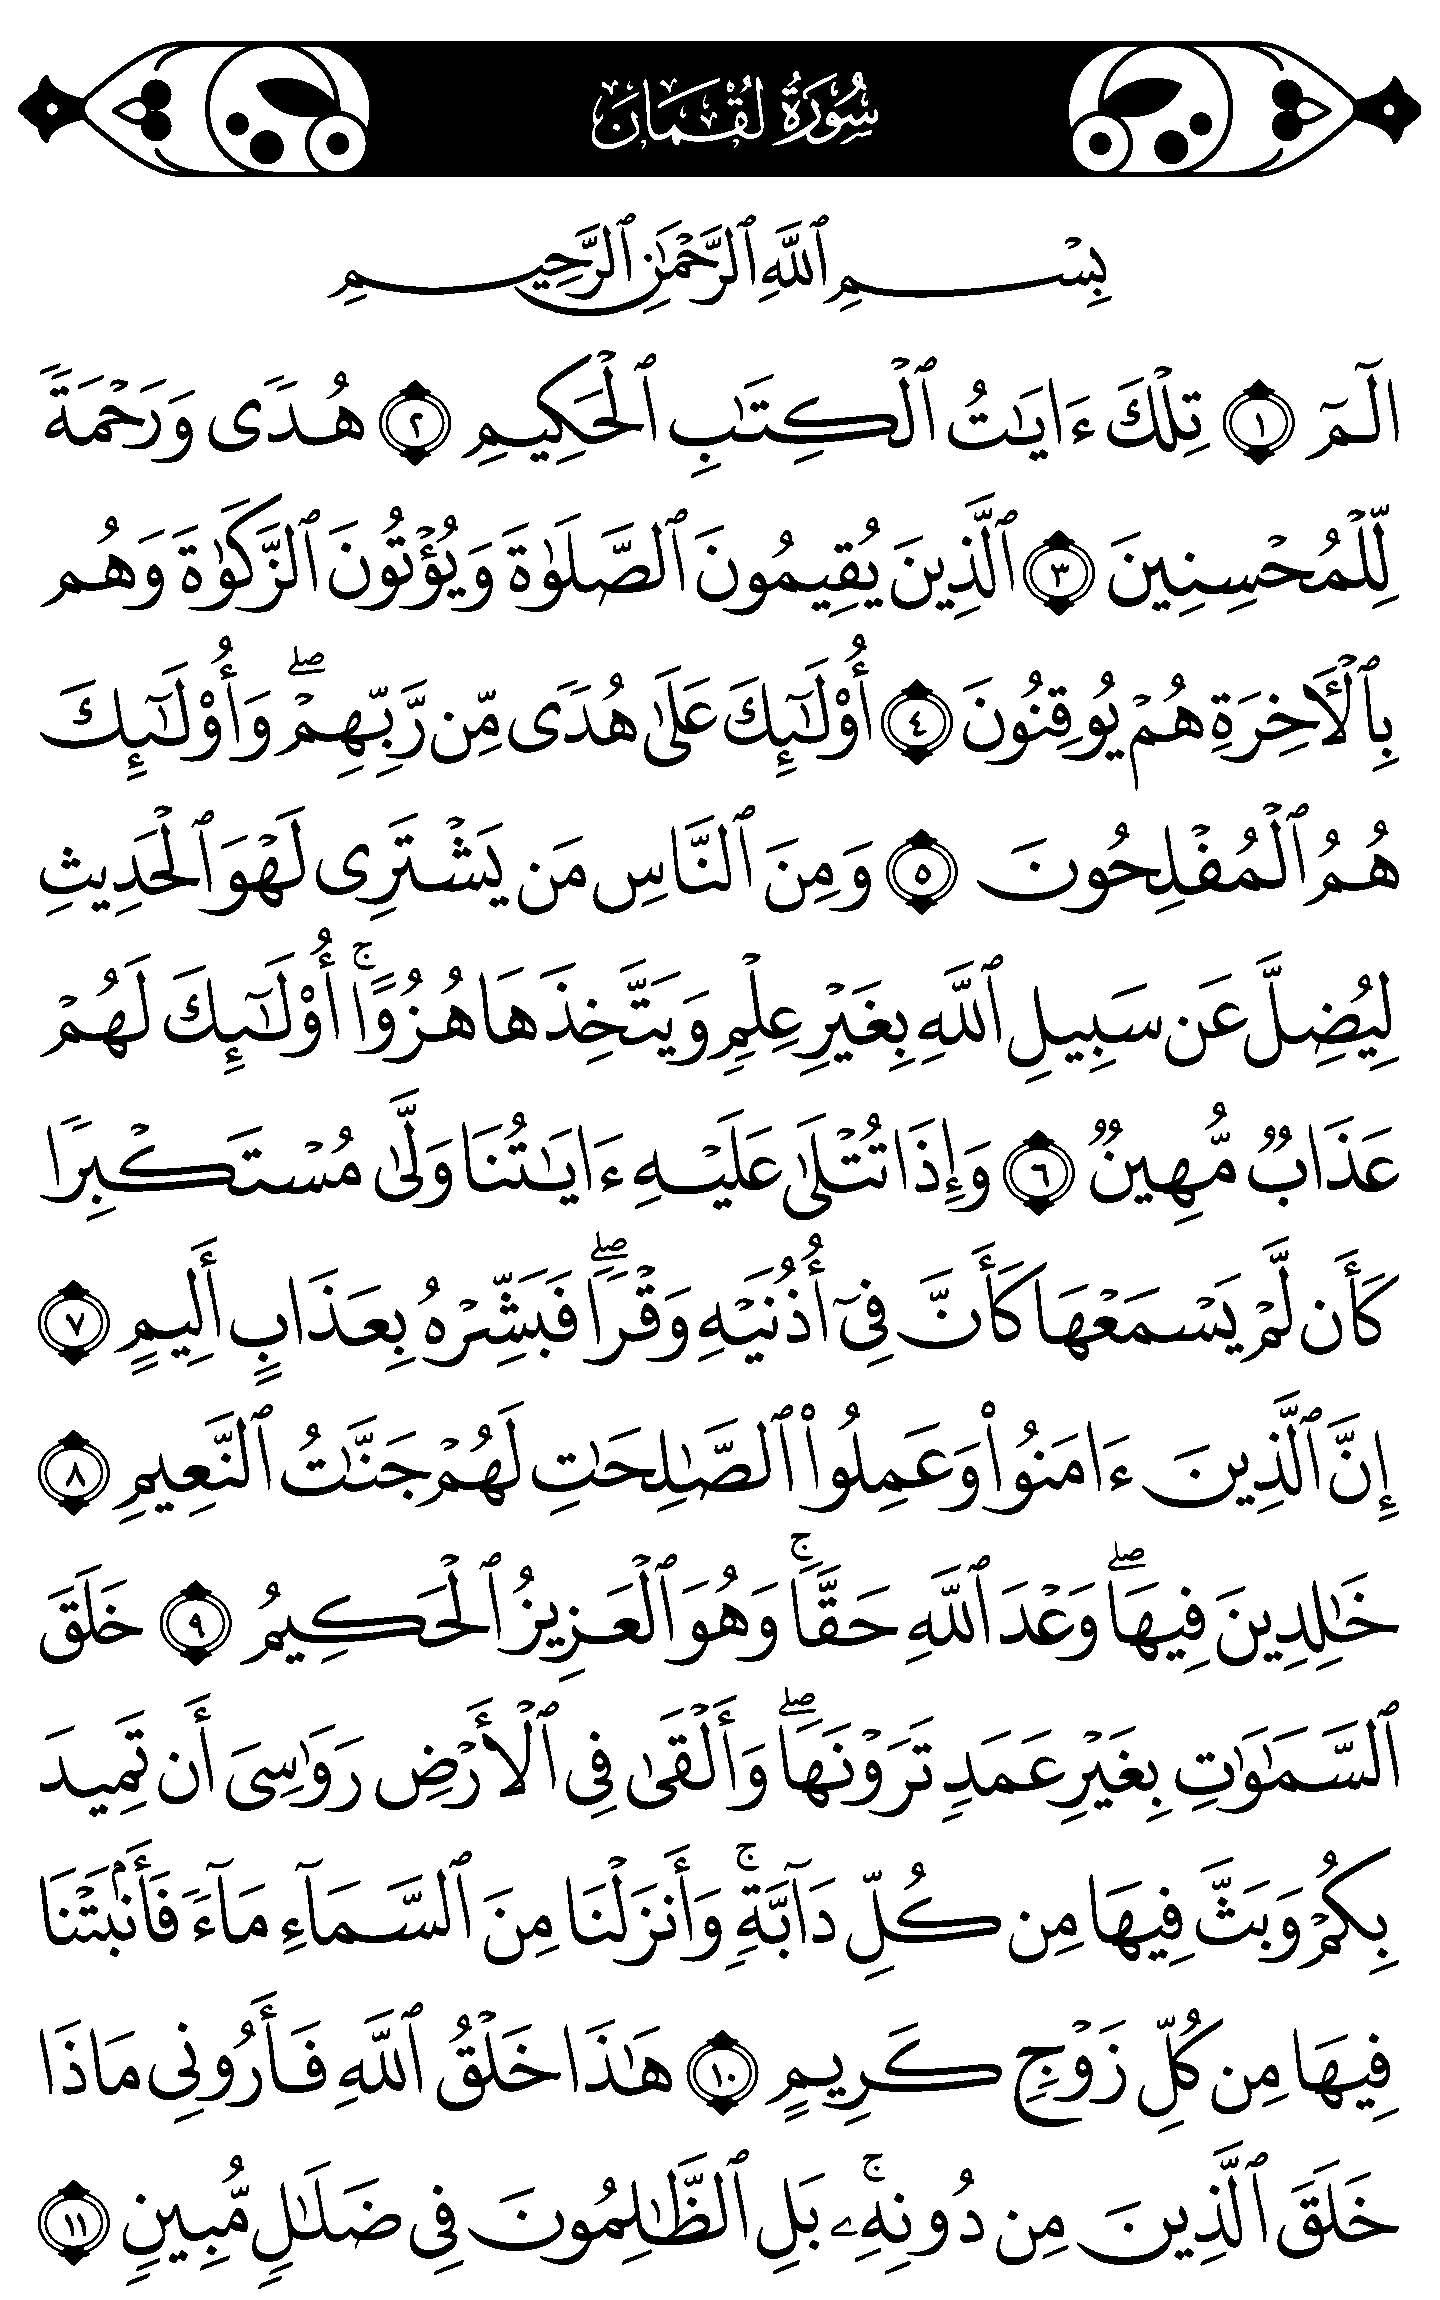 سُورَةُ لُقْمَانَ
بِسْمِ ٱللَّهِ ٱلرَّحْمَٰنِ ٱلرَّحِيمِ
الٓمٓ ١ تِلْكَ ءَايَٰتُ ٱلْكِتَٰبِ ٱلْحَكِيمِ ٢ هُدًى وَرَحْمَةً
لِّلْمُحْسِنِينَ ٣ ٱلَّذِينَ يُقِيمُونَ ٱلصَّلَوٰةَ وَيُؤْتُونَ ٱلزَّكَوٰةَ وَهُم
بِٱلْأَخِرَةِ هُمْ يُوقِنُونَ ٤ أُو۟لَٰٓئِكَ عَلَىٰ هُدًى مِّن رَّبِّهِمْ ۖ وَأُو۟لَٰٓئِكَ
هُمُ ٱلْمُفْلِحُونَ ٥ وَمِنَ ٱلنَّاسِ مَن يَشْتَرِى لَهْوَ ٱلْحَدِيثِ
لِيُضِلَّ عَن سَبِيلِ ٱللَّهِ بِغَيْرِ عِلْمٍ وَيَتَّخِذَهَا هُزُوًا ۚ أُو۟لَٰٓئِكَ لَهُمْ
عَذَابٌ مُّهِينٌ ٦ وَإِذَا تُتْلَىٰ عَلَيْهِ ءَايَٰتُنَا وَلَّىٰ مُسْتَكْبِرًا
كَأَن لَّمْ يَسْمَعْهَا كَأَنَّ فِىٓ أُذُنَيْهِ وَقْرًا ۖ فَبَشِّرْهُ بِعَذَابٍ أَلِيمٍ ٧
إِنَّ ٱلَّذِينَ ءَامَنُوا۟ وَعَمِلُوا۟ ٱلصَّٰلِحَٰتِ لَهُمْ جَنَّٰتُ ٱلنَّعِيمِ ٨
خَٰلِدِينَ فِيهَا ۖ وَعْدَ ٱللَّهِ حَقًّا ۚ وَهُوَ ٱلْعَزِيزُ ٱلْحَكِيمُ ٩ خَلَقَ
ٱلسَّمَٰوَٰتِ بِغَيْرِ عَمَدٍ تَرَوْنَهَا ۖ وَأَلْقَىٰ فِى ٱلْأَرْضِ رَوَٰسِىَ أَن تَمِيدَ
بِكُمْ وَبَثَّ فِيهَا مِن كُلِّ دَآبَّةٍ ۚ وَأَنزَلْنَا مِنَ ٱلسَّمَآءِ مَآءً فَأَنۢبَتْنَا
فِيهَا مِن كُلِّ زَوْجٍ كَرِيمٍ ١٠ هَٰذَا خَلْقُ ٱللَّهِ فَأَرُونِى مَاذَا
خَلَقَ ٱلَّذِينَ مِن دُونِهِۦ ۚ بَلِ ٱلظَّٰلِمُونَ فِى ضَلَٰلٍ مُّبِينٍ ١١